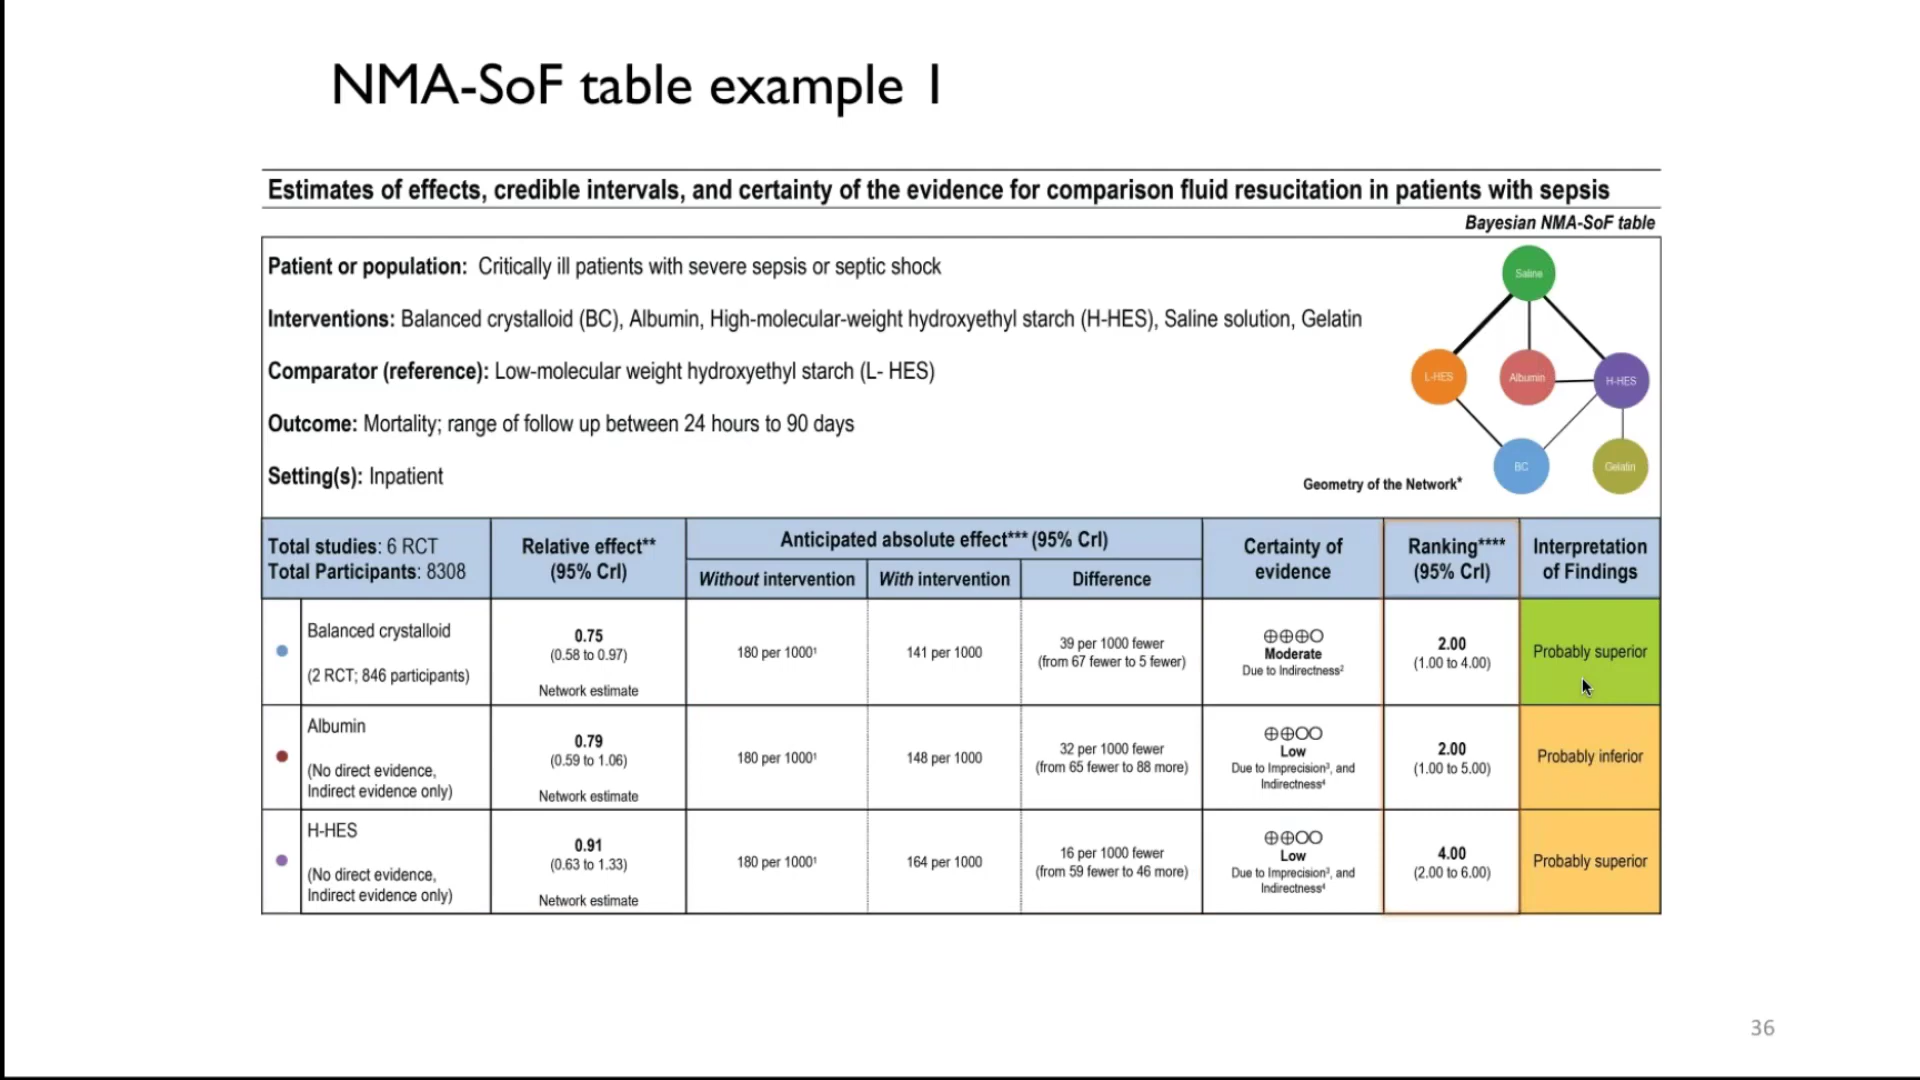 NMA-SoF table example 1
Estimates of effects, credible intervals, and certainty of the evidence for comparison fluid resucitation in patients with sepsis
Bayesian NMA-SoF table
Patient or population: Critically ill patients with severe sepsis or septic shock
Interventions: Balanced crystalloid (BC), Albumin, High-molecular-weight hydroxyethyl starch (H-HES), Saline solution, Gelatin
Comparator (reference): Low-molecular weight hydroxyethyl starch (L- HES)
Outcome: Mortality; range of follow up between 24 hours to 90 days
Setting(s): Inpatient
Saline
L-HES
Albumin
H-HES
BC
Gelatin
Geometry of the Network*
Total studies: 6 RCT
Total Participants: 8308
Relative effect**
(95% CrI)
Anticipated absolute effect*** (95% CrI)
Without intervention
With intervention
Difference
Certainty of
evidence
Ranking****
(95% CrI)
Interpretation
of Findings
Balanced crystalloid
(2 RCT; 846 participants)
0.75
(0.58 to 0.97)
Network estimate
180 per 1000¹
141 per 1000
39 per 1000 fewer
(from 67 fewer to 5 fewer)
⊕⊕⊕○
Moderate
Due to Indirectness²
2.00
(1.00 to 4.00)
Probably superior
Albumin
(No direct evidence,
Indirect evidence only)
0.79
(0.59 to 1.06)
Network estimate
180 per 1000¹
148 per 1000
32 per 1000 fewer
(from 65 fewer to 88 more)
⊕⊕○○
Low
Due to Imprecision³, and
Indirectness⁴
2.00
(1.00 to 5.00)
Probably inferior
H-HES
(No direct evidence,
Indirect evidence only)
0.91
(0.63 to 1.33)
Network estimate
180 per 1000¹
164 per 1000
16 per 1000 fewer
(from 59 fewer to 46 more)
⊕⊕○○
Low
Due to Imprecision³, and
Indirectness⁴
4.00
(2.00 to 6.00)
Probably superior
36